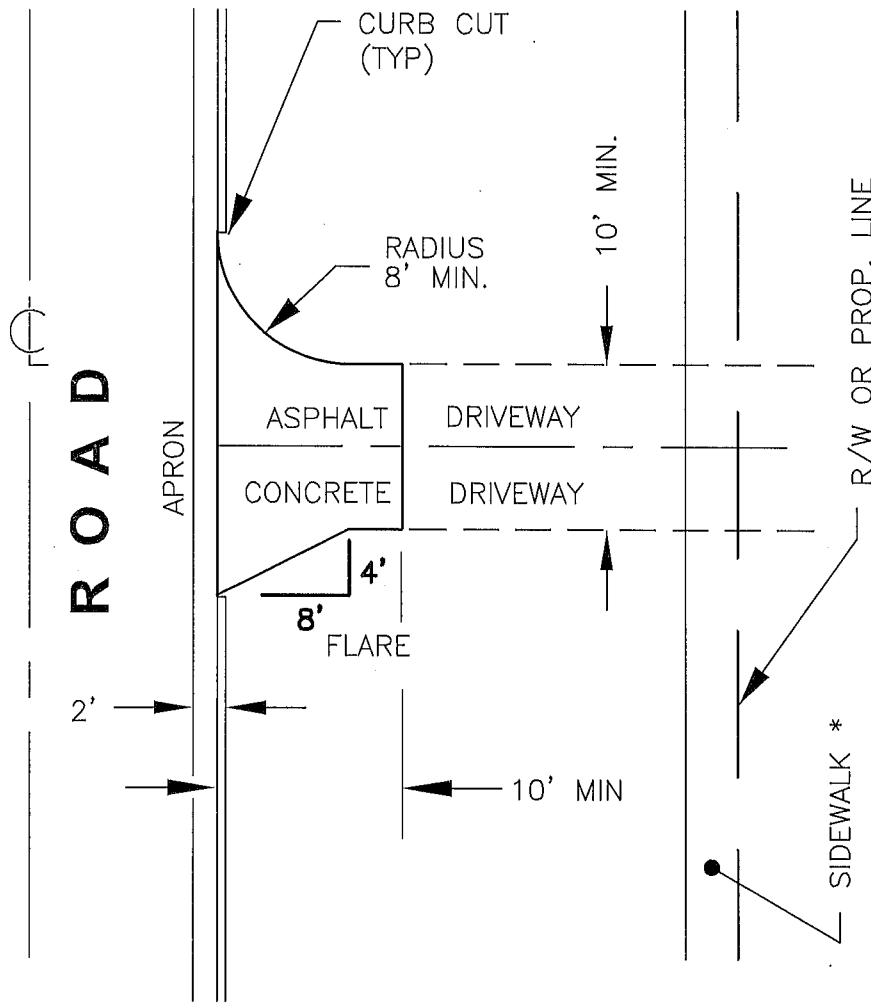 CURB CUT
(TYP)
10' MIN.
RADIUS
8' MIN.
R/W OR PROP. LINE
ROAD
APRON
ASPHALT DRIVEWAY
CONCRETE DRIVEWAY
4'
8'
FLARE
2'
10' MIN
SIDEWALK *